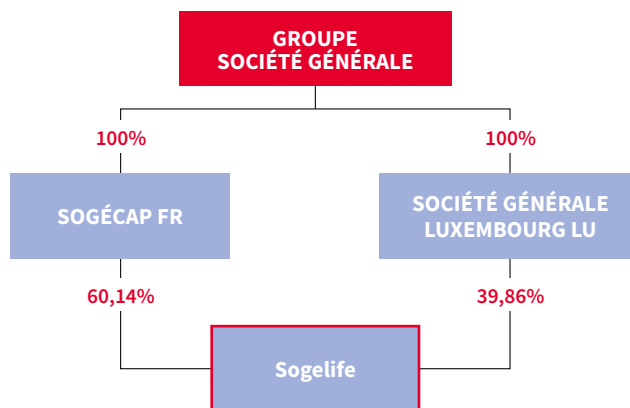 GROUPE
SOCIÉTÉ GÉNÉRALE
100%
100%
SOGÉCAP FR
SOCIÉTÉ GÉNÉRALE
LUXEMBOURG LU
60,14%
39,86%
Sogelife